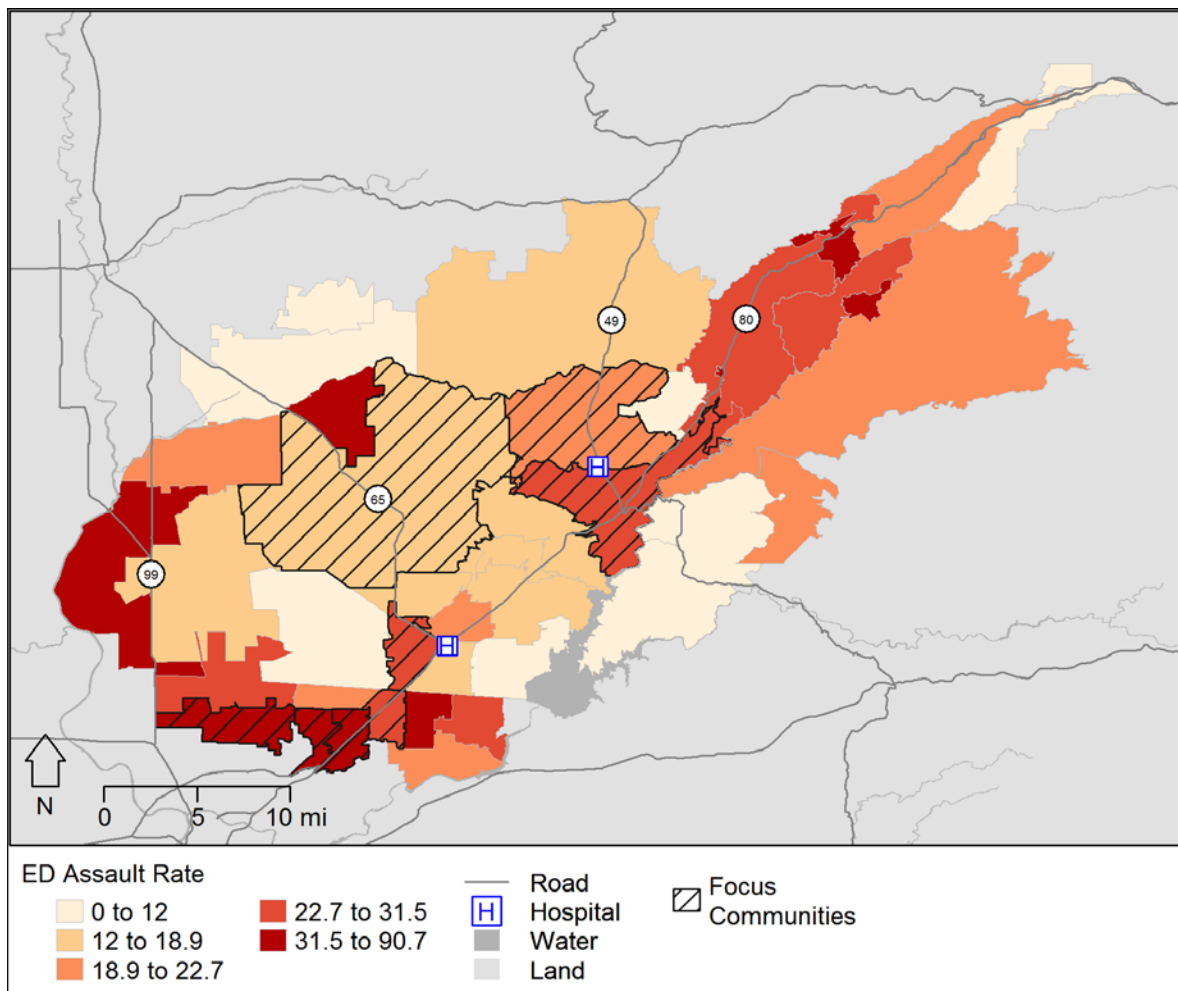 49
80
H
65
99
H
N
0 5 10 mi
ED Assault Rate
0 to 12
12 to 18.9
18.9 to 22.7
22.7 to 31.5
31.5 to 90.7
Road
Hospital
Water
Land
Focus
Communities